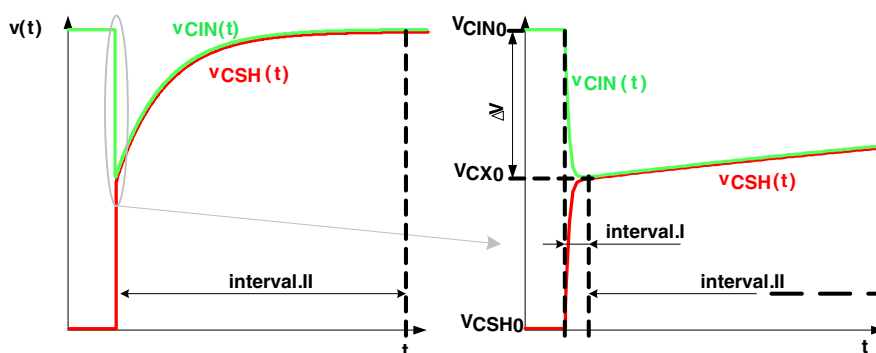 v(t)
vCIN(t)
vCSH(t)
interval.II
t
VCIN0
ΔV
vCIN(t)
VCX0
vCSH(t)
interval.I
interval.II
VCSH0
t